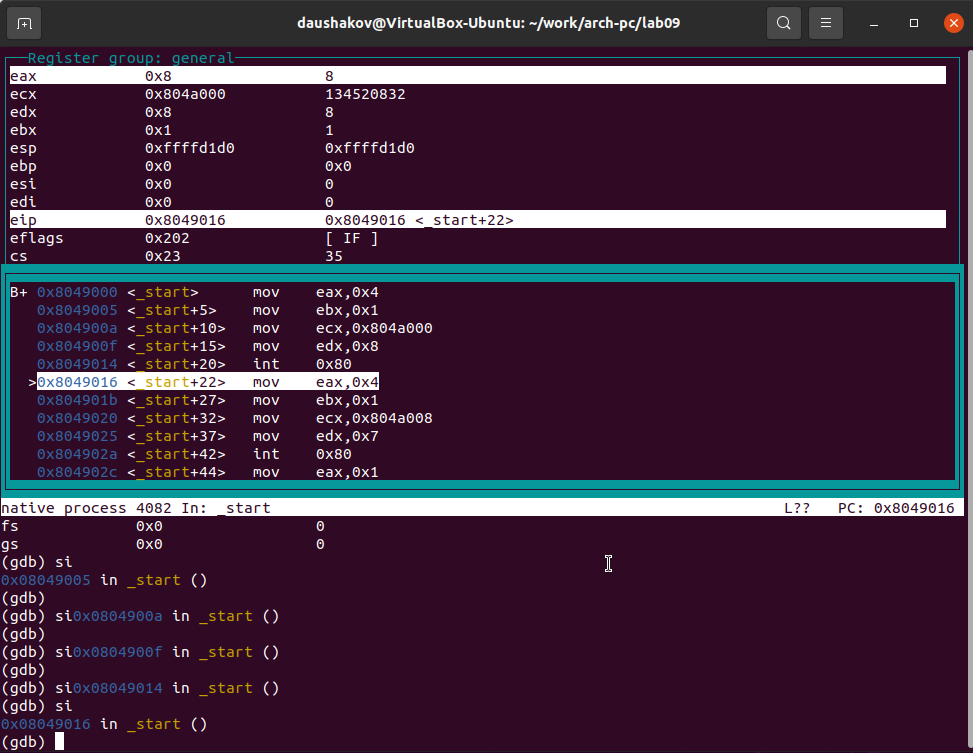 daushakov@VirtualBox-Ubuntu: ~/work/arch-pc/lab09
Register group: general
eax 0x8 8
ecx 0x804a000 134520832
edx 0x8 8
ebx 0x1 1
esp 0xffffd1d0 0xffffd1d0
ebp 0x0 0x0
esi 0x0 0
edi 0x0 0
eip 0x8049016 0x8049016 <_start+22>
eflags 0x202 [ IF ]
cs 0x23 35
B+ 0x8049000 <_start> mov eax,0x4
0x8049005 <_start+5> mov ebx,0x1
0x804900a <_start+10> mov ecx,0x804a000
0x804900f <_start+15> mov edx,0x8
0x8049014 <_start+20> int 0x80
>0x8049016 <_start+22> mov eax,0x4
0x804901b <_start+27> mov ebx,0x1
0x8049020 <_start+32> mov ecx,0x804a008
0x8049025 <_start+37> mov edx,0x7
0x804902a <_start+42> int 0x80
0x804902c <_start+44> mov eax,0x1
native process 4082 In: _start L?? PC: 0x8049016
fs 0x0 0
gs 0x0 0
(gdb) si
0x08049005 in _start ()
(gdb)
(gdb) si0x0804900a in _start ()
(gdb)
(gdb) si0x0804900f in _start ()
(gdb)
(gdb) si0x08049014 in _start ()
(gdb) si
0x08049016 in _start ()
(gdb)